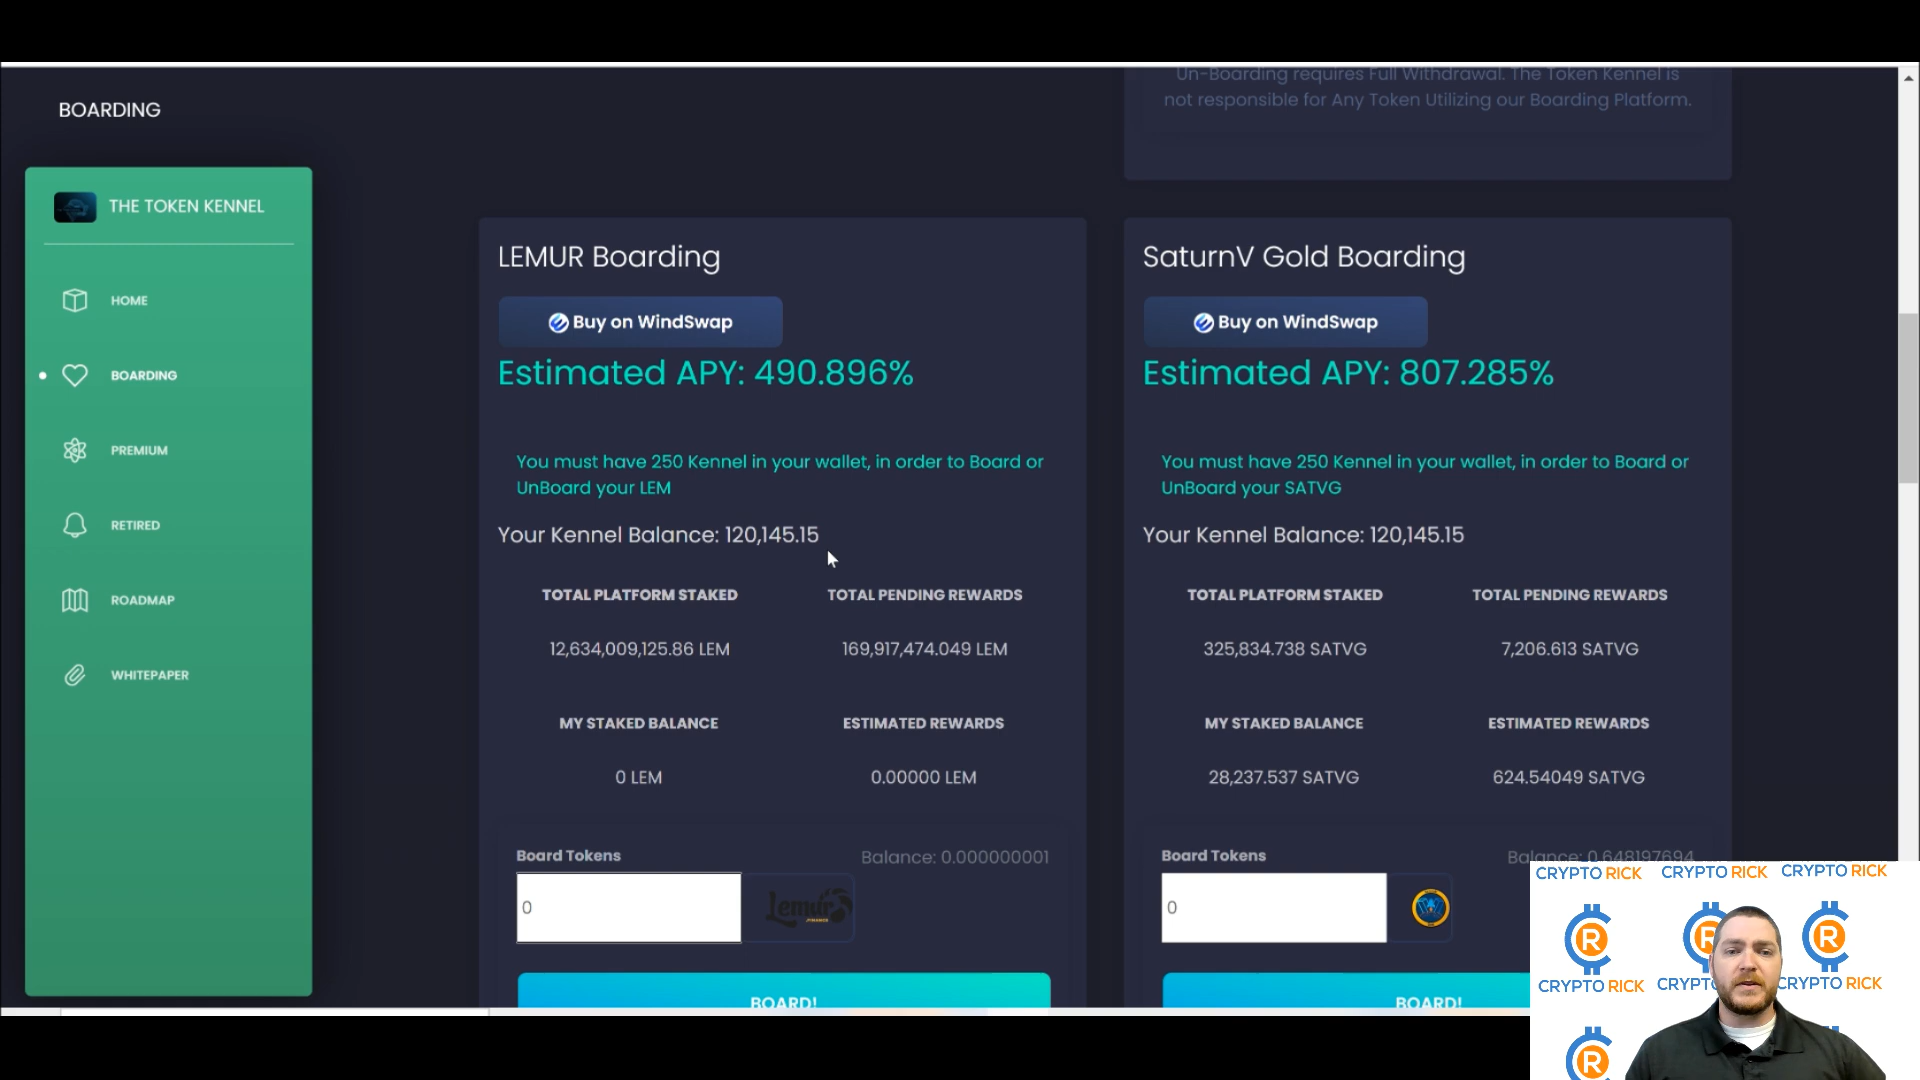 Un-Boarding requires Full Withdrawal. The Token Kennel is
not responsible for Any Token Utilizing our Boarding Platform.
BOARDING
THE TOKEN KENNEL
HOME
BOARDING
PREMIUM
RETIRED
ROADMAP
WHITEPAPER
LEMUR Boarding
Buy on WindSwap
Estimated APY: 490.896%
You must have 250 Kennel in your wallet, in order to Board or
UnBoard your LEM
Your Kennel Balance: 120,145.15
TOTAL PLATFORM STAKED
TOTAL PENDING REWARDS
12,634,009,125.86 LEM
169,917,474.049 LEM
MY STAKED BALANCE
ESTIMATED REWARDS
0 LEM
0.00000 LEM
Board Tokens
Balance: 0.000000001
0
Lemur
FINANCE
BOARD!
SaturnV Gold Boarding
Buy on WindSwap
Estimated APY: 807.285%
You must have 250 Kennel in your wallet, in order to Board or
UnBoard your SATVG
Your Kennel Balance: 120,145.15
TOTAL PLATFORM STAKED
TOTAL PENDING REWARDS
325,834.738 SATVG
7,206.613 SATVG
MY STAKED BALANCE
ESTIMATED REWARDS
28,237.537 SATVG
624.54049 SATVG
Board Tokens
Balance: 0.648197694
0
BOARD!
CRYPTO RICK CRYPTO RICK CRYPTO RICK
R R R
CRYPTO RICK CRYPTO CRYPTO RICK
R